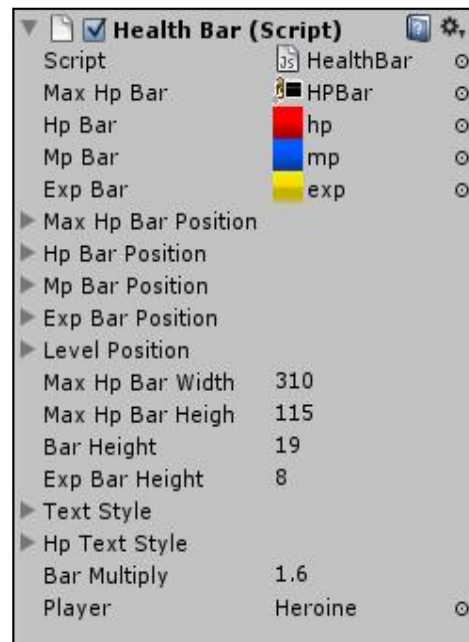 Health Bar (Script)
Script JS HealthBar
Max Hp Bar HPBar
Hp Bar hp
Mp Bar mp
Exp Bar exp
Max Hp Bar Position
Hp Bar Position
Mp Bar Position
Exp Bar Position
Level Position
Max Hp Bar Width 310
Max Hp Bar Heigh 115
Bar Height 19
Exp Bar Height 8
Text Style
Hp Text Style
Bar Multiply 1.6
Player Heroine